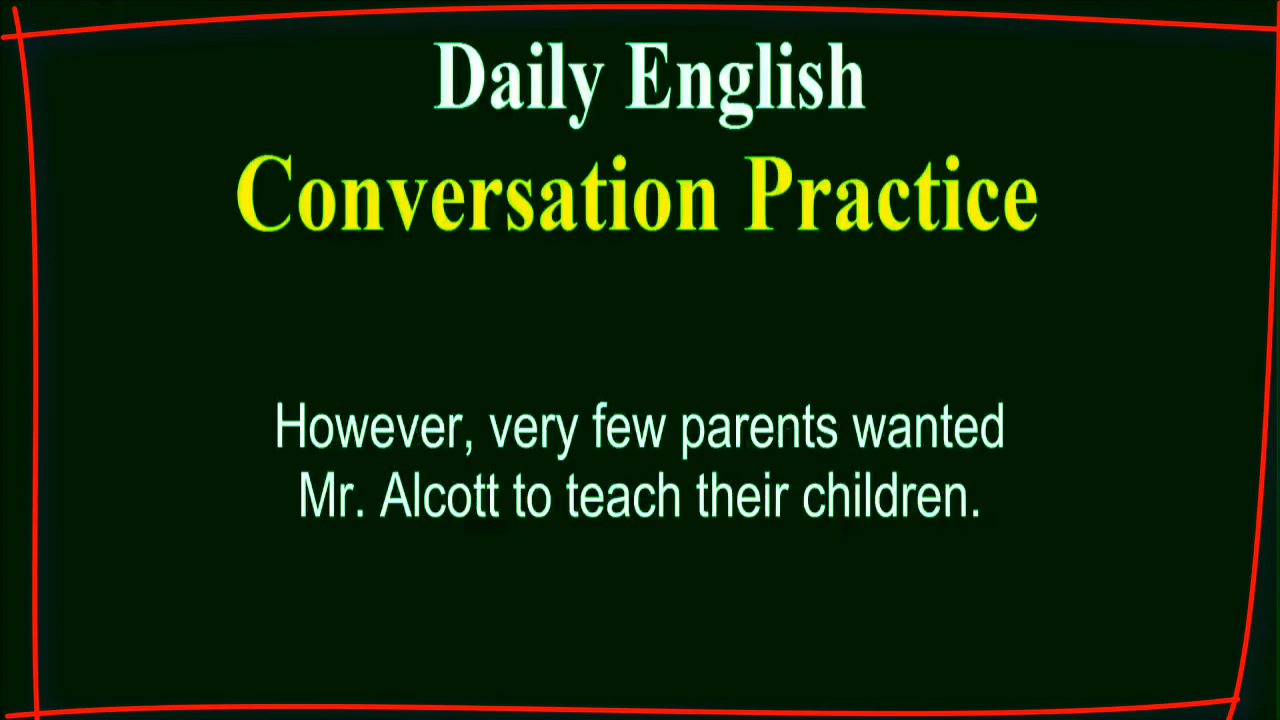 Daily English
Conversation Practice
However, very few parents wanted
Mr. Alcott to teach their children.